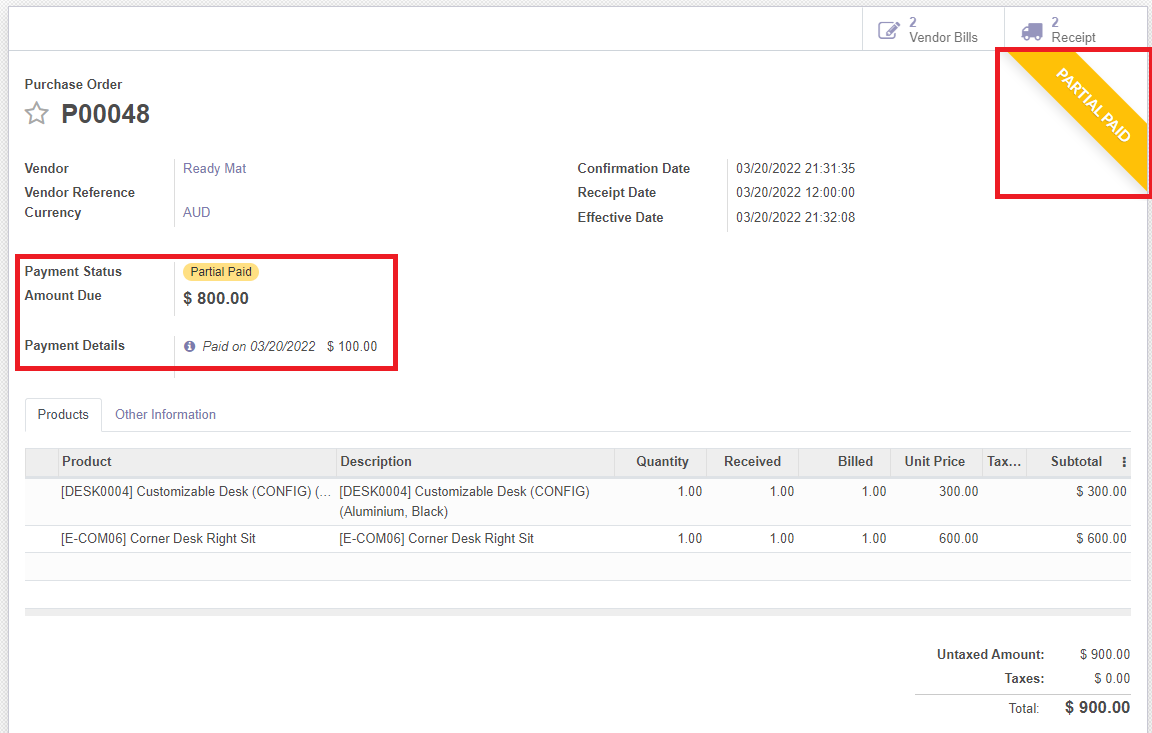 2
Vendor Bills
2
Receipt
PARTIAL PAID
Purchase Order
P00048
Vendor Ready Mat
Vendor Reference
Currency AUD
Confirmation Date 03/20/2022 21:31:35
Receipt Date 03/20/2022 12:00:00
Effective Date 03/20/2022 21:32:08
Payment Status Partial Paid
Amount Due $ 800.00
Payment Details Paid on 03/20/2022 $ 100.00
Products Other Information
Product Description Quantity Received Billed Unit Price Tax... Subtotal
[DESK0004] Customizable Desk (CONFIG) (... [DESK0004] Customizable Desk (CONFIG) 1.00 1.00 1.00 300.00 $ 300.00
(Aluminium, Black)
[E-COM06] Corner Desk Right Sit [E-COM06] Corner Desk Right Sit 1.00 1.00 1.00 600.00 $ 600.00
Untaxed Amount: $ 900.00
Taxes: $ 0.00
Total: $ 900.00